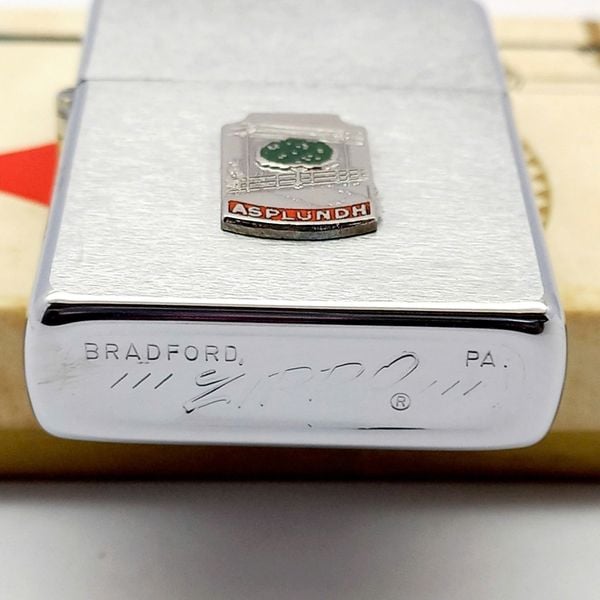 ASPLUNDH
BRADFORD, PA.
/// ZIPPO ///
®